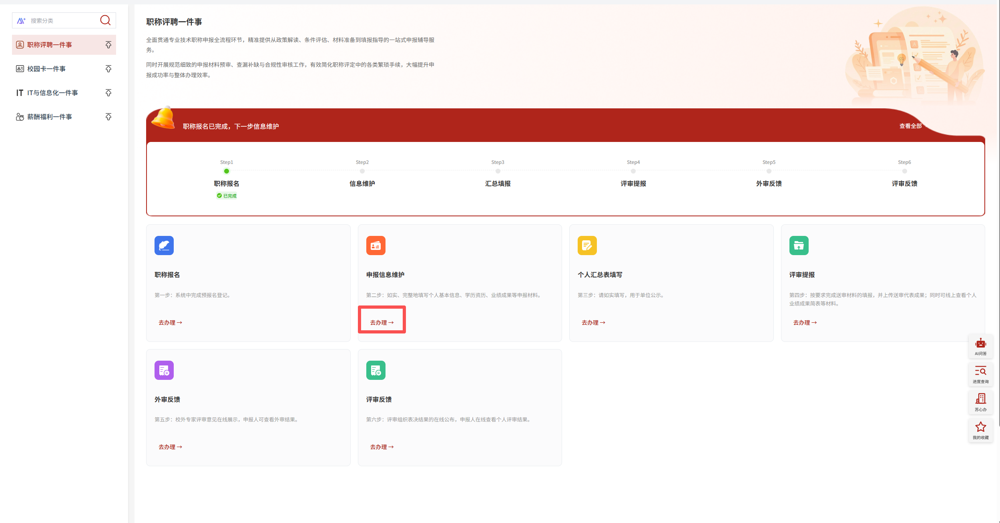 搜索分类
职称评聘一件事
校园卡一件事
IT与信息化一件事
薪酬福利一件事
职称评聘一件事
全面贯通专业技术职称申报全流程环节，精准提供从政策解读、条件评估、材料准备到填报指导的一站式申报辅导服
务。
同时开展规范细致的申报材料预审、查漏补缺与合规性审核工作，有效简化职称评定中的各类繁琐手续，大幅提升申
报成功率与整体办理效率。
职称报名已完成，下一步信息维护
查看全部
Step1
Step2
Step3
Step4
Step5
Step6
职称报名
信息维护
汇总填报
评审提报
外审反馈
评审反馈
已完成
职称报名
第一步：系统中完成预报名登记。
去办理→
申报信息维护
第二步：如实、完整地填写个人基本信息、学历资历、业绩成果等申报材料。
去办理→
个人汇总表填写
第三步：请如实填写，用于单位公示。
去办理→
评审提报
第四步：按要求完成送审材料的填报，并上传送审代表成果；同时可线上查看个人
业绩成果简表等材料。
去办理→
外审反馈
第五步：校外专家评审意见在线展示，申报人可查看外审结果。
去办理→
评审反馈
第六步：评审组织表决结果的在线公布，申报人在线查看个人评审结果。
去办理→
AI问答
进度查询
苏心办
我的收藏